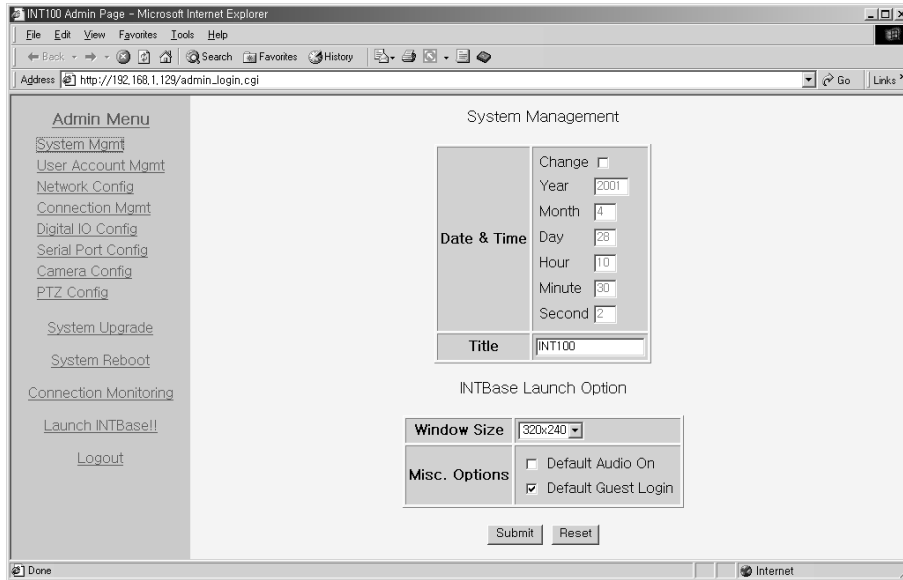 INT100 Admin Page - Microsoft Internet Explorer
File Edit View Favorites Tools Help
Back Search Favorites History
Address http://192,168,1,129/admin_login,cgi Go Links
Admin Menu
System Mgmt
User Account Mgmt
Network Config
Connection Mgmt
Digital IO Config
Serial Port Config
Camera Config
PTZ Config
System Upgrade
System Reboot
Connection Monitoring
Launch INTBase!!
Logout
System Management
Date & Time
Change
Year 2001
Month 4
Day 28
Hour 10
Minute 30
Second 2
Title INT100
INTBase Launch Option
Window Size 320x240
Misc. Options
Default Audio On
Default Guest Login
Submit Reset
Done Internet